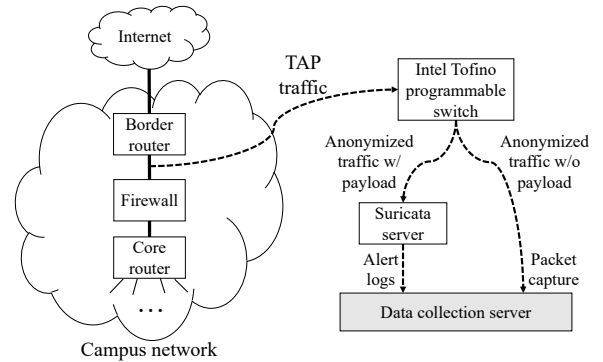 Internet
TAP
traffic
Intel Tofino
programmable
switch
Border
router
Anonymized
traffic w/
payload
Anonymized
traffic w/o
payload
Firewall
Suricata
server
Core
router
Alert
logs
Packet
capture
...
Data collection server
Campus network